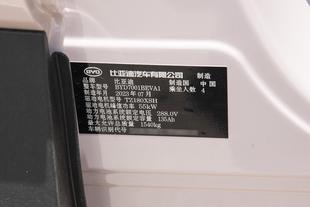 BYD 比亚迪汽车有限公司 制造
品牌 比亚迪 制造国 中国
整车型号 BYD7001BEVA1 乘坐人数 4
制造年月 2023年07月
驱动电机型号 TZ180XSH
驱动电机峰值功率 55kW
动力电池系统额定电压 288.0V
动力电池系统额定容量 135Ah
最大允许总质量 1540kg
车辆识别代号